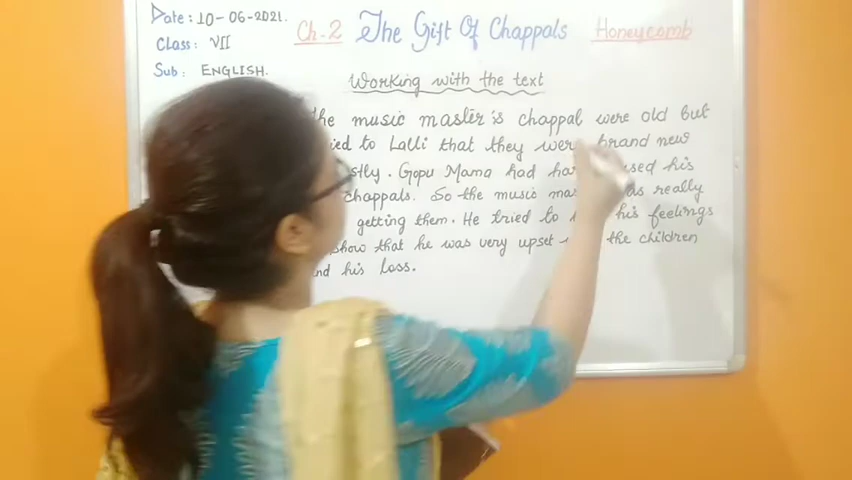 Date: 10-06-2021.
Class: VII
Sub: ENGLISH.
Ch.2 The Gift Of Chappals Honeycomb
Working with the text
the music master's chappal were old but
to Lalli that they were brand new
Gopu Mama had his
chappals. So the music really
getting them. He tried to his feelings
show that he was very upset the children
his loss.